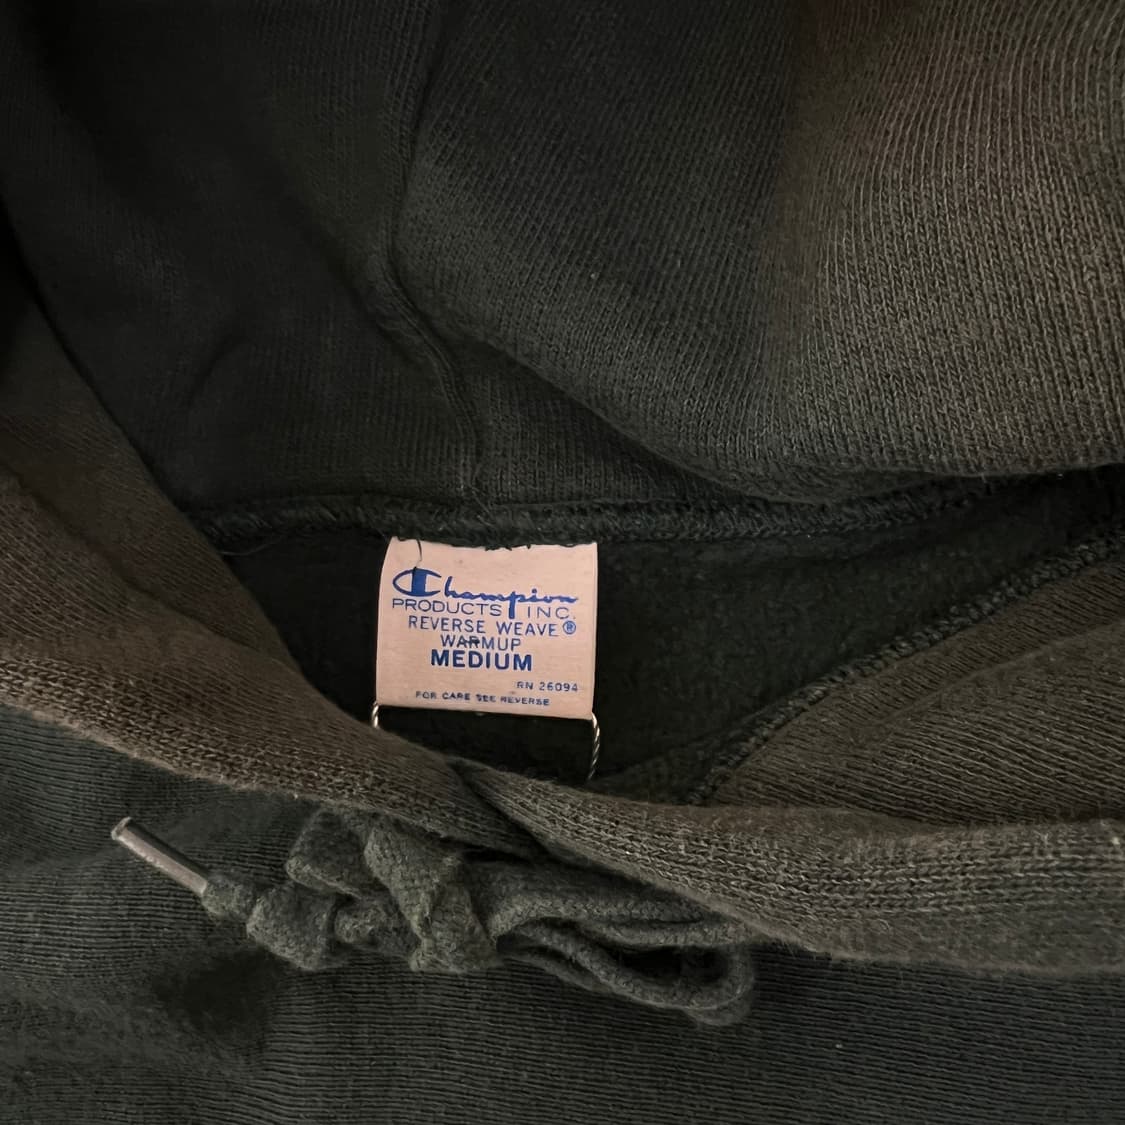 Champion
PRODUCTS INC.
REVERSE WEAVE®
WARMUP
MEDIUM
RN 26094
FOR CARE SEE REVERSE